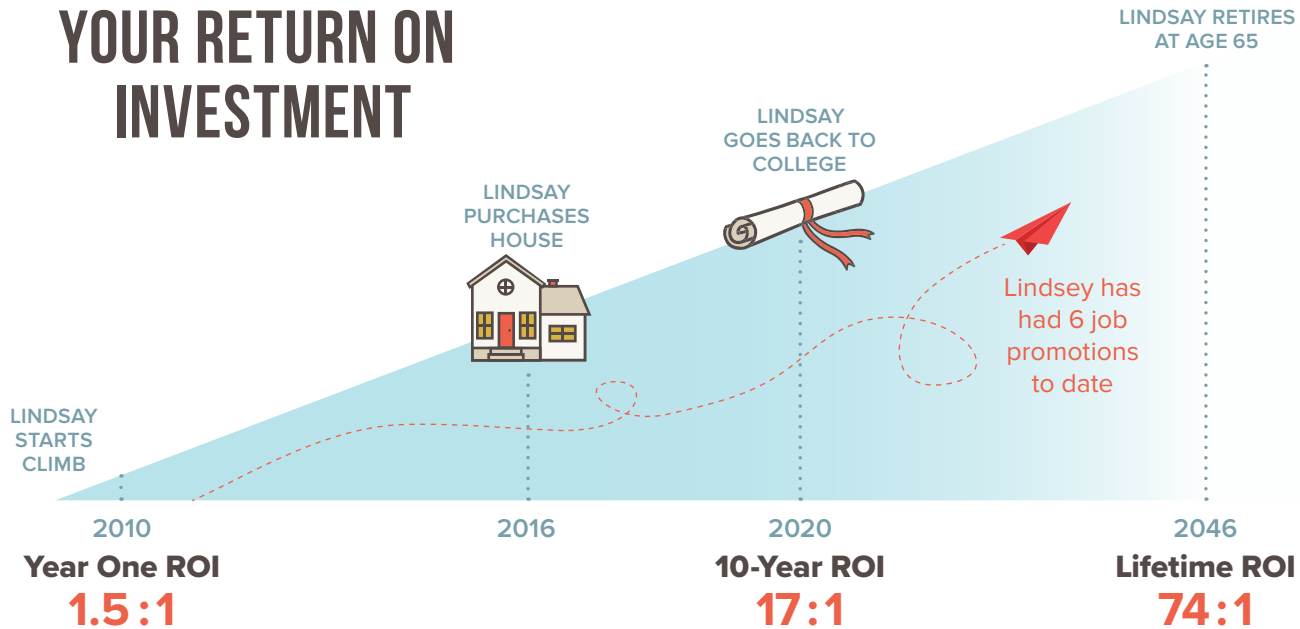 YOUR RETURN ON
INVESTMENT
LINDSAY RETIRES
AT AGE 65
LINDSAY
GOES BACK TO
COLLEGE
LINDSAY
PURCHASES
HOUSE
Lindsey has
had 6 job
promotions
to date
LINDSAY
STARTS
CLIMB
2010
Year One ROI
1.5 : 1
2016
2020
10-Year ROI
17 : 1
2046
Lifetime ROI
74 : 1